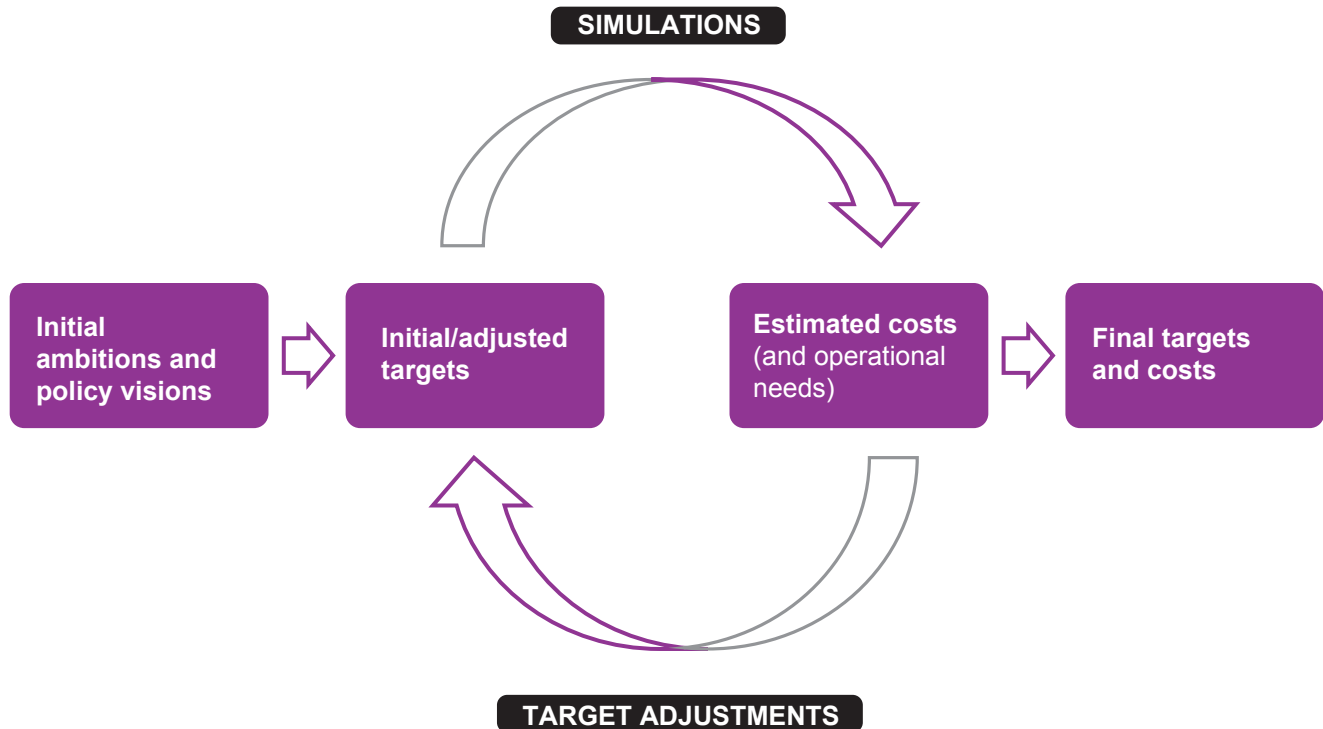 SIMULATIONS
Initial
ambitions and
policy visions
Initial/adjusted
targets
Estimated costs
(and operational
needs)
Final targets
and costs
TARGET ADJUSTMENTS